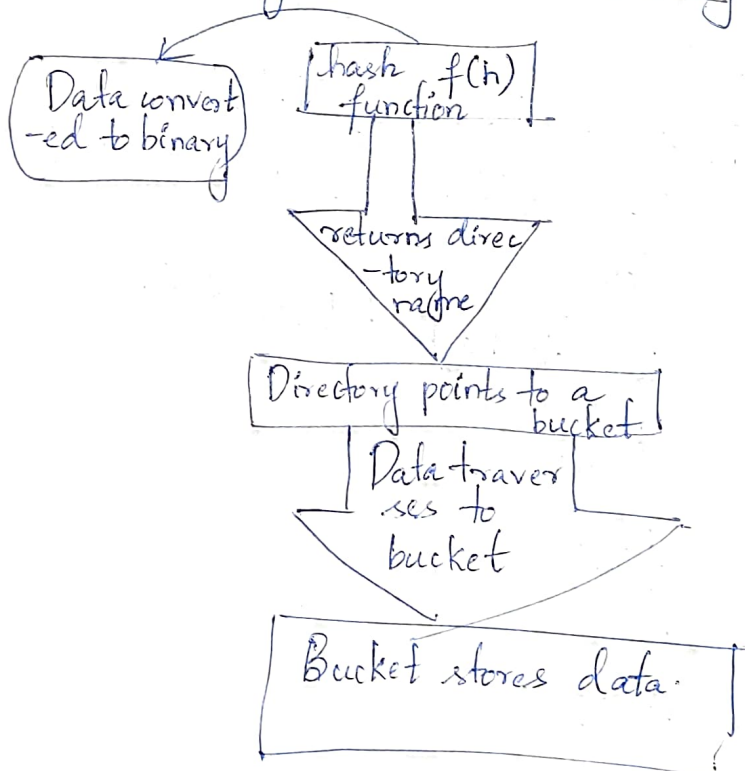 Data convert
-ed to binary
hash f(h)
function
returns direc
-tory
name
Directory points to a
bucket
Data traver
ses to
bucket
Bucket stores data.